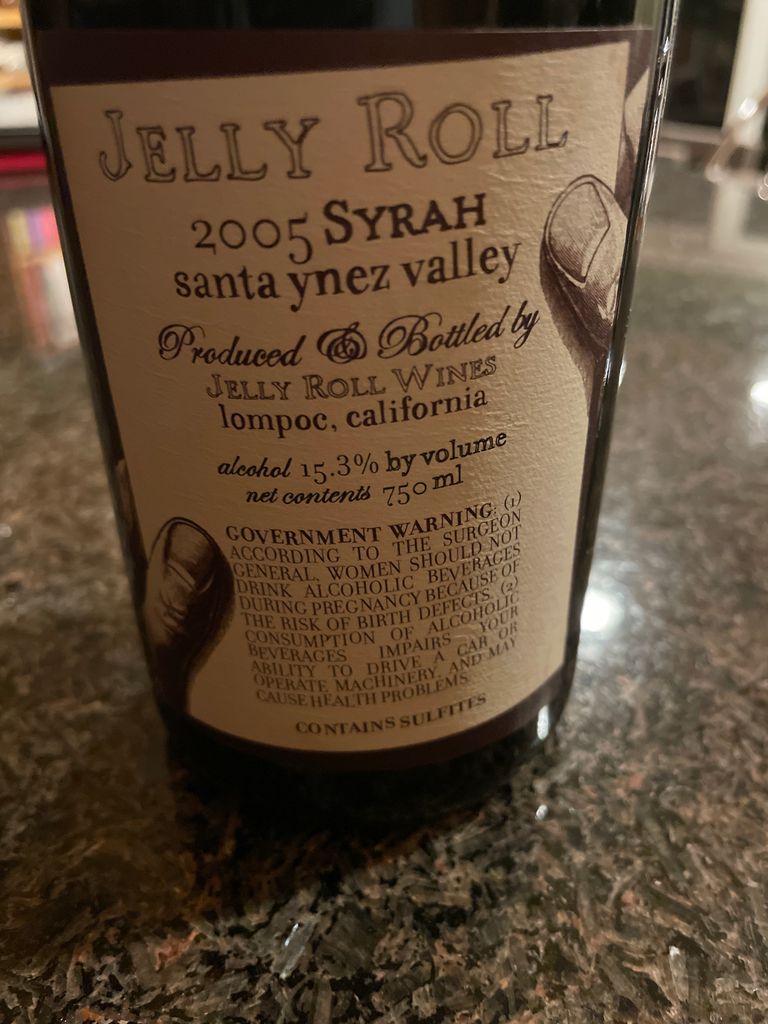 Jelly Roll
2005 Syrah
santa ynez valley
Produced & Bottled by
Jelly Roll Wines
lompoc, california
alcohol 15.3% by volume
net contents 750 ml
GOVERNMENT WARNING: (1)
ACCORDING TO THE SURGEON
GENERAL, WOMEN SHOULD NOT
DRINK ALCOHOLIC BEVERAGES
DURING PREGNANCY BECAUSE OF
THE RISK OF BIRTH DEFECTS. (2)
CONSUMPTION OF ALCOHOLIC
BEVERAGES IMPAIRS YOUR
ABILITY TO DRIVE A CAR OR
OPERATE MACHINERY, AND MAY
CAUSE HEALTH PROBLEMS.
CONTAINS SULFITES